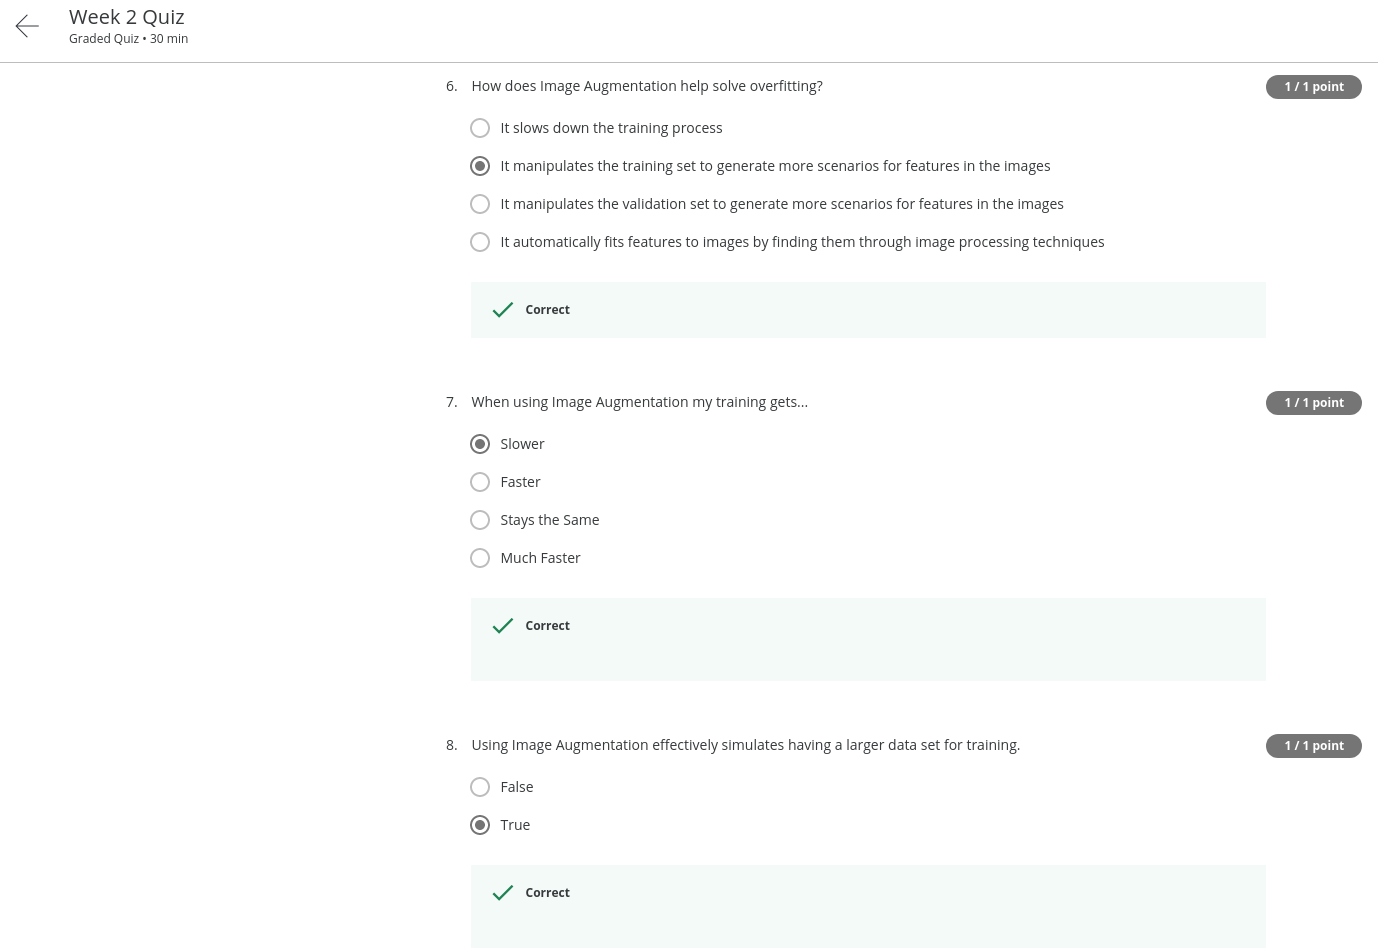 Week 2 Quiz
Graded Quiz • 30 min
6. How does Image Augmentation help solve overfitting? 1 / 1 point
It slows down the training process
It manipulates the training set to generate more scenarios for features in the images
It manipulates the validation set to generate more scenarios for features in the images
It automatically fits features to images by finding them through image processing techniques
Correct
7. When using Image Augmentation my training gets... 1 / 1 point
Slower
Faster
Stays the Same
Much Faster
Correct
8. Using Image Augmentation effectively simulates having a larger data set for training. 1 / 1 point
False
True
Correct